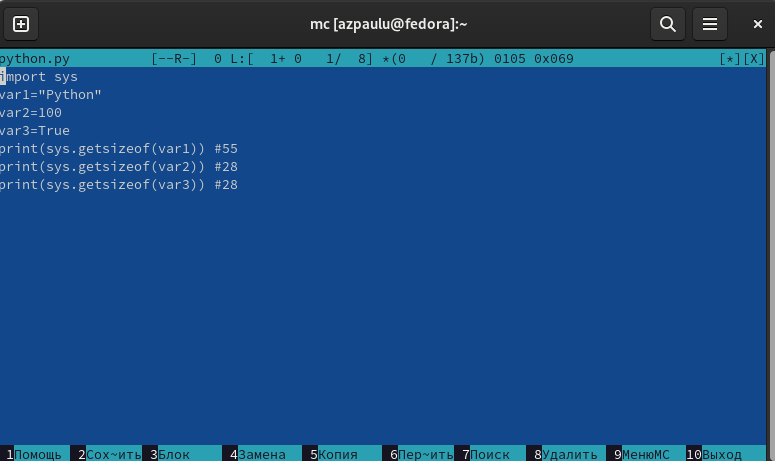 mc [azpaulu@fedora]:~
python.py [--R-] 0 L:[ 1+ 0 1/ 8] *(0 / 137b) 0105 0x069 [*][X]
import sys
var1="Python"
var2=100
var3=True
print(sys.getsizeof(var1)) #55
print(sys.getsizeof(var2)) #28
print(sys.getsizeof(var3)) #28
1Помощь 2Сох~ить 3Блок 4Замена 5Копия 6Пер~ить 7Поиск 8Удалить 9МенюMC 10Выход